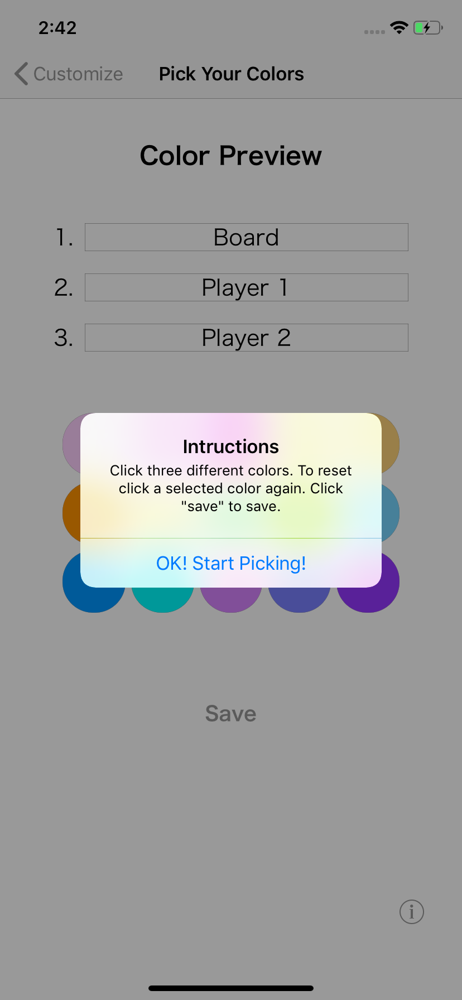 2:42
Customize
Pick Your Colors
Color Preview
1. Board
2. Player 1
3. Player 2
Intructions
Click three different colors. To reset
click a selected color again. Click
"save" to save.
OK! Start Picking!
Save
i